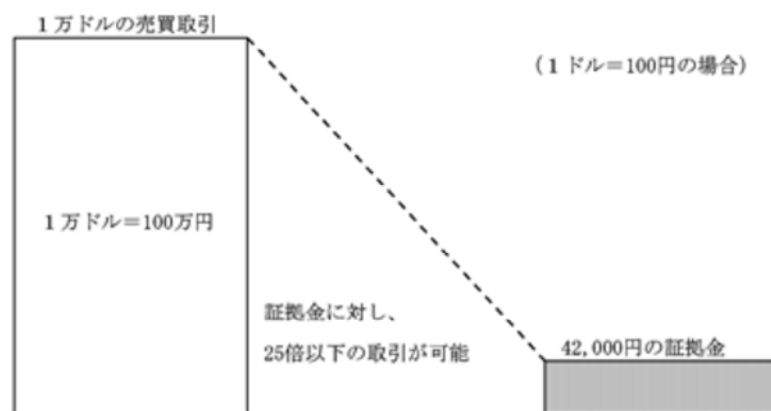 1万ドルの売買取引
(1ドル=100円の場合)
1万ドル=100万円
証拠金に対し、
25倍以下の取引が可能
42,000円の証拠金